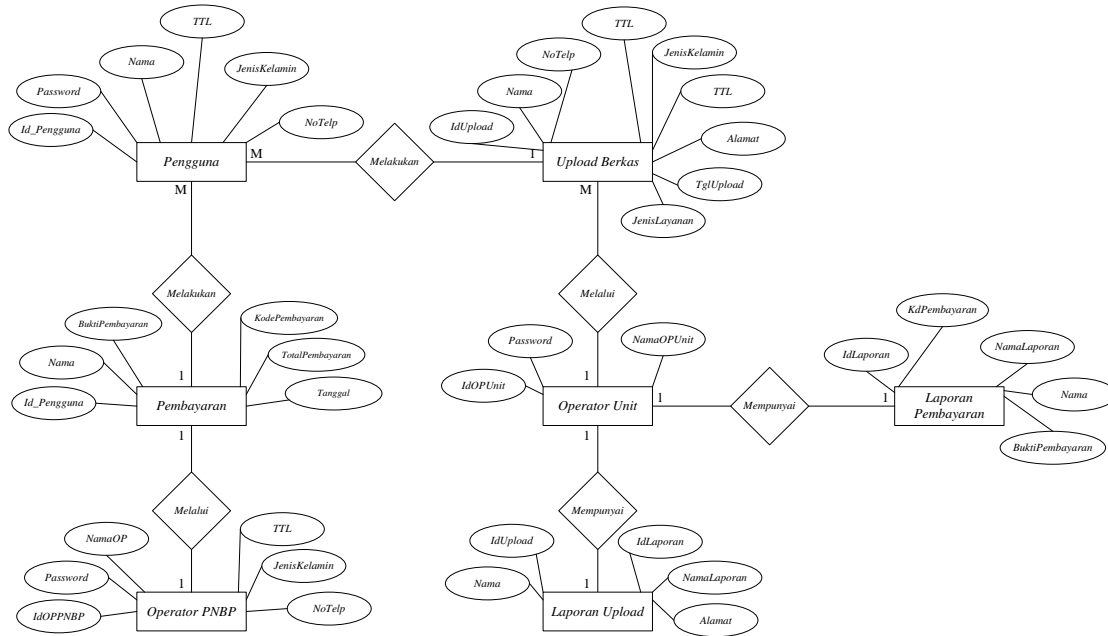 TTL
TTL
NoTelp
JenisKelamin
Nama
JenisKelamin
Password
Nama
TTL
Id_Pengguna
NoTelp
IdUpload
Alamat
Pengguna
M
Melakukan
1
Upload Berkas
TglUpload
M
M
JenisLayanan
Melakukan
Melalui
BuktiPembayaran
KodePembayaran
KdPembayaran
Password
NamaOPUnit
NamaLaporan
Nama
TotalPembayaran
IdLaporan
1
IdOPUnit
1
Nama
Id_Pengguna
Pembayaran
Tanggal
Operator Unit
1
Mempunyai
1
Laporan
Pembayaran
1
1
BuktiPembayaran
Melalui
Mempunyai
NamaOP
TTL
IdUpload
IdLaporan
Password
JenisKelamin
Nama
NamaLaporan
1
1
IdOPPNBP
Operator PNBP
NoTelp
Laporan Upload
Alamat